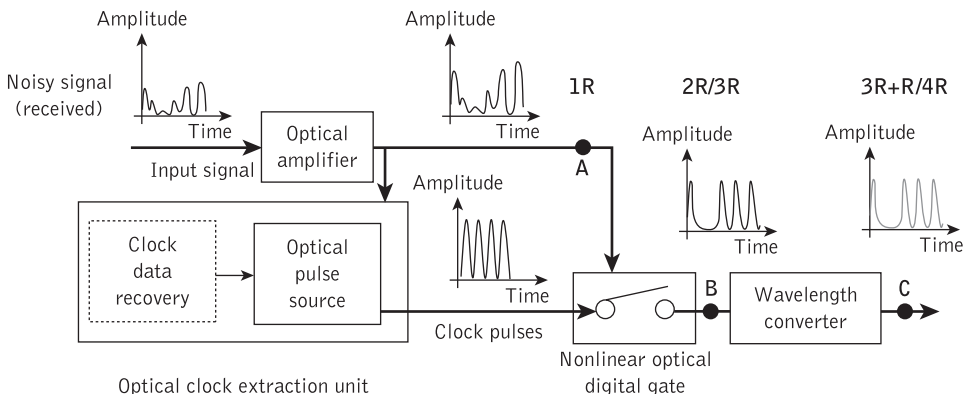 Amplitude
Amplitude
Noisy signal
(received)
1R
2R/3R
3R+R/4R
Time
Time
Amplitude
Amplitude
Optical
amplifier
Input signal
A
Amplitude
Time
Time
Clock
data
recovery
Optical
pulse
source
Time
B
C
Wavelength
converter
Clock pulses
Nonlinear optical
digital gate
Optical clock extraction unit